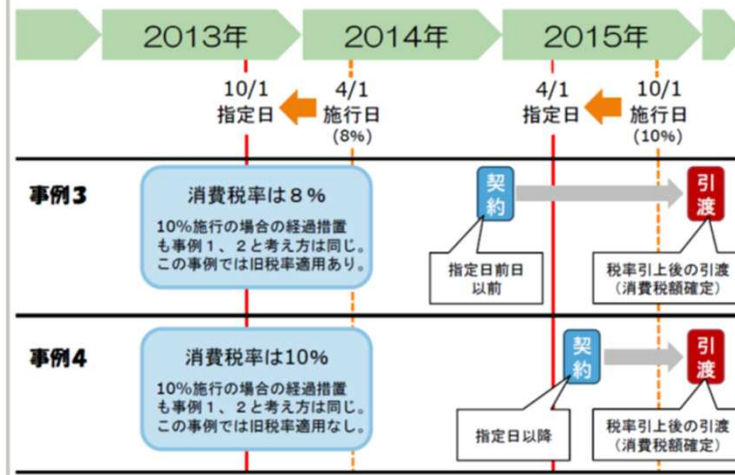 2013年
2014年
2015年
10/1
指定日
4/1
施行日
(8%)
4/1
指定日
10/1
施行日
(10%)
事例3
消費税率は8%
10%施行の場合の経過措置
も事例1、2と考え方は同じ。
この事例では旧税率適用あり。
契約
引渡
指定日前日
以前
税率引上後の引渡
(消費税額確定)
事例4
消費税率は10%
10%施行の場合の経過措置
も事例1、2と考え方は同じ。
この事例では旧税率適用なし。
契約
引渡
指定日以降
税率引上後の引渡
(消費税額確定)